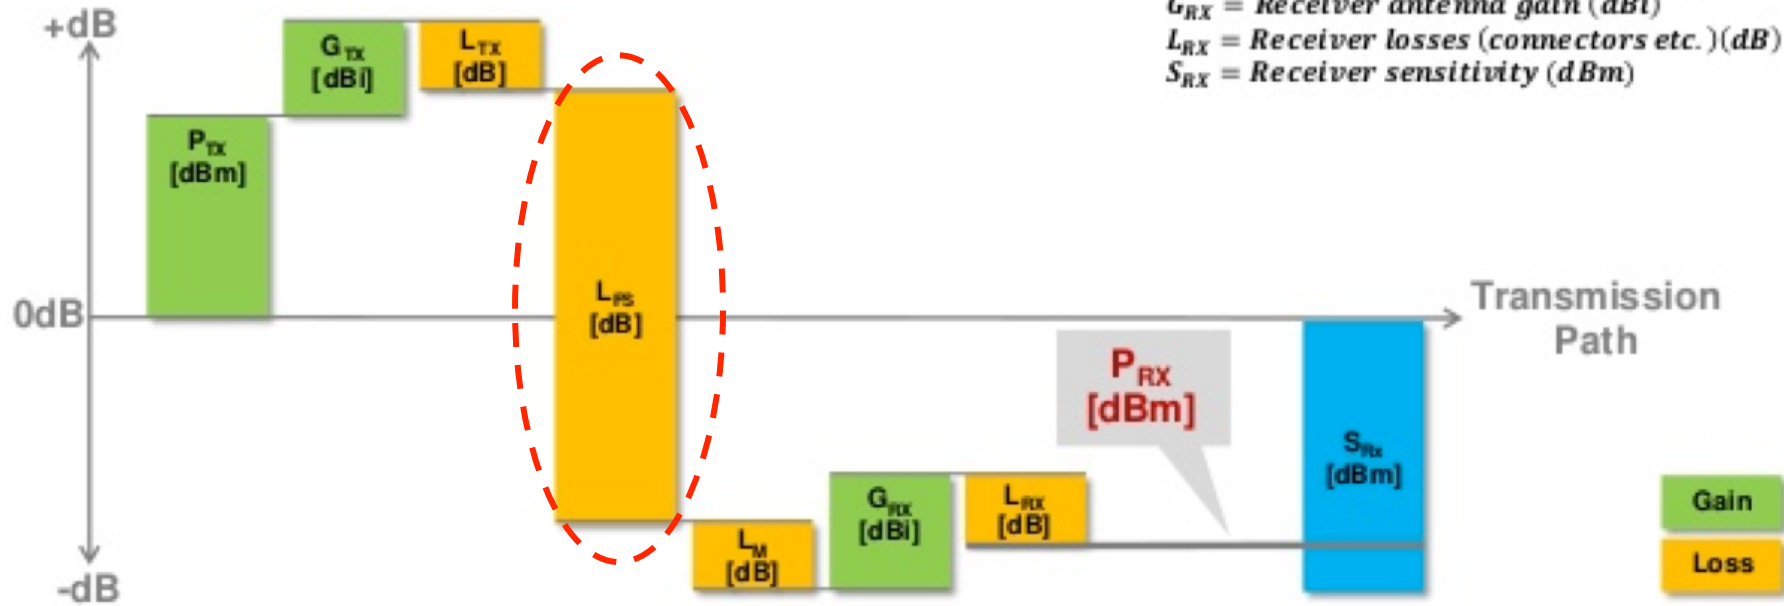 G_RX = Receiver antenna gain (dBi)
L_RX = Receiver losses (connectors etc.)(dB)
S_RX = Receiver sensitivity (dBm)
+dB
G_TX
[dBi]
L_TX
[dB]
P_TX
[dBm]
L_FS
[dB]
0dB
Transmission
Path
P_RX
[dBm]
S_Rx
[dBm]
G_RX
[dBi]
L_RX
[dB]
L_M
[dB]
Gain
Loss
-dB